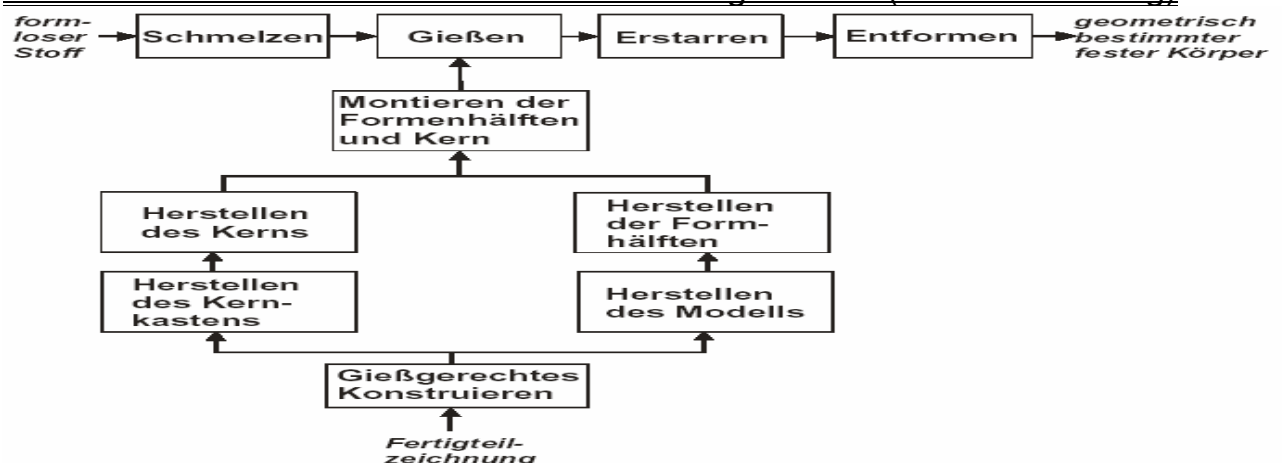 form-
loser
Stoff
Schmelzen
Gießen
Erstarren
Entformen
geometrisch
bestimmter
fester Körper
Montieren der
Formenhälften
und Kern
Herstellen
des Kerns
Herstellen
der Form-
hälften
Herstellen
des Kern-
kastens
Herstellen
des Modells
Gießgerechtes
Konstruieren
Fertigteil-
zeichnung